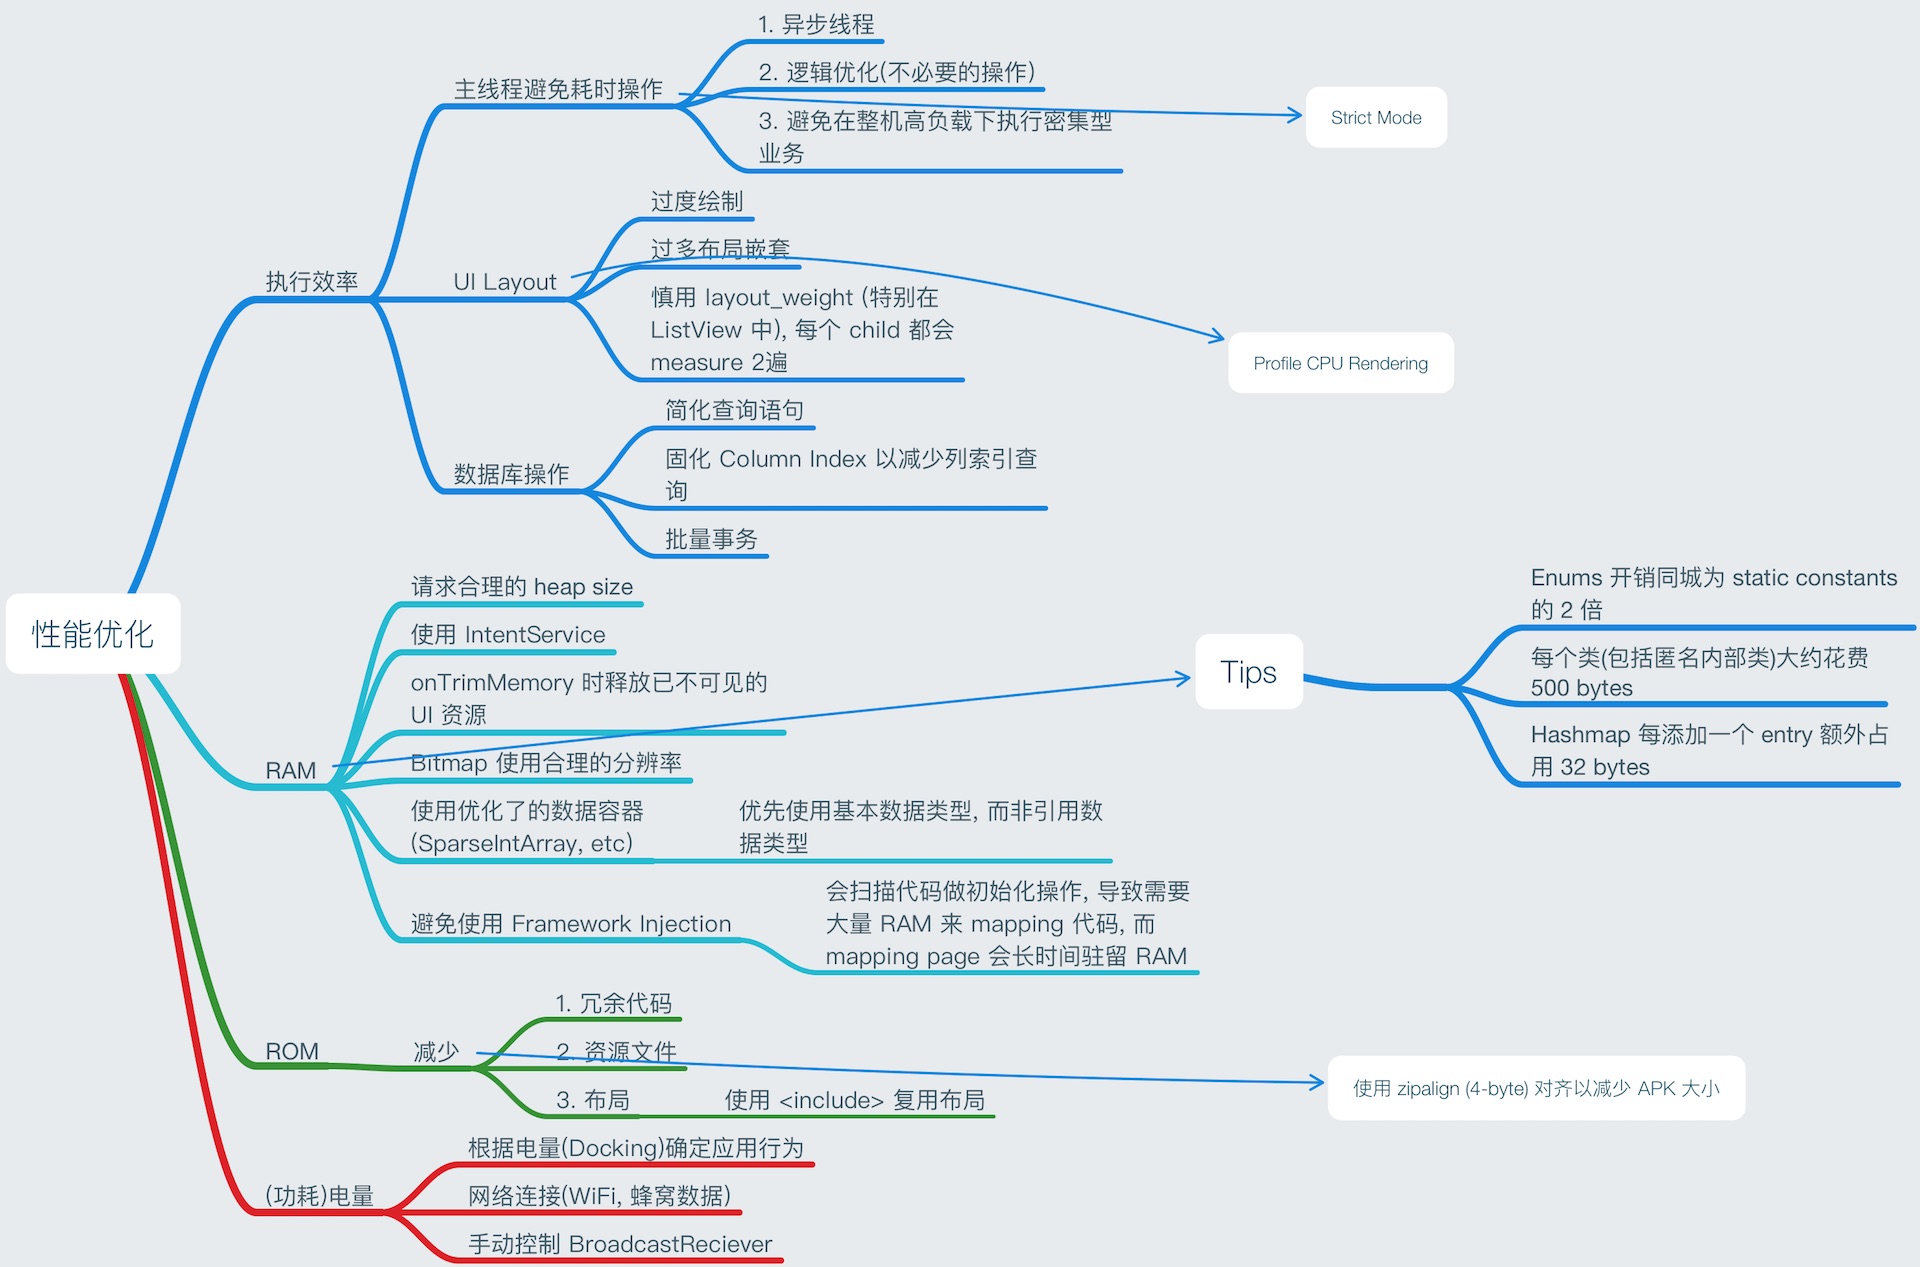 1. 异步线程
主线程避免耗时操作
2. 逻辑优化(不必要的操作)
3. 避免在整机高负载下执行密集型
业务
Strict Mode
执行效率
UI Layout
过度绘制
过多布局嵌套
慎用 layout_weight (特别在
ListView 中), 每个 child 都会
measure 2遍
Profile CPU Rendering
数据库操作
简化查询语句
固化 Column Index 以减少列索引查
询
批量事务
性能优化
RAM
请求合理的 heap size
使用 IntentService
onTrimMemory 时释放已不可见的
UI 资源
Bitmap 使用合理的分辨率
使用优化了的数据容器
(SparseIntArray, etc)
优先使用基本数据类型, 而非引用数
据类型
避免使用 Framework Injection
会扫描代码做初始化操作, 导致需要
大量 RAM 来 mapping 代码, 而
mapping page 会长时间驻留 RAM
Tips
Enums 开销同城为 static constants
的 2 倍
每个类(包括匿名内部类)大约花费
500 bytes
Hashmap 每添加一个 entry 额外占
用 32 bytes
ROM
减少
1. 冗余代码
2. 资源文件
3. 布局
使用 <include> 复用布局
使用 zipalign (4-byte) 对齐以减少 APK 大小
(功耗)电量
根据电量(Docking)确定应用行为
网络连接(WiFi, 蜂窝数据)
手动控制 BroadcastReciever